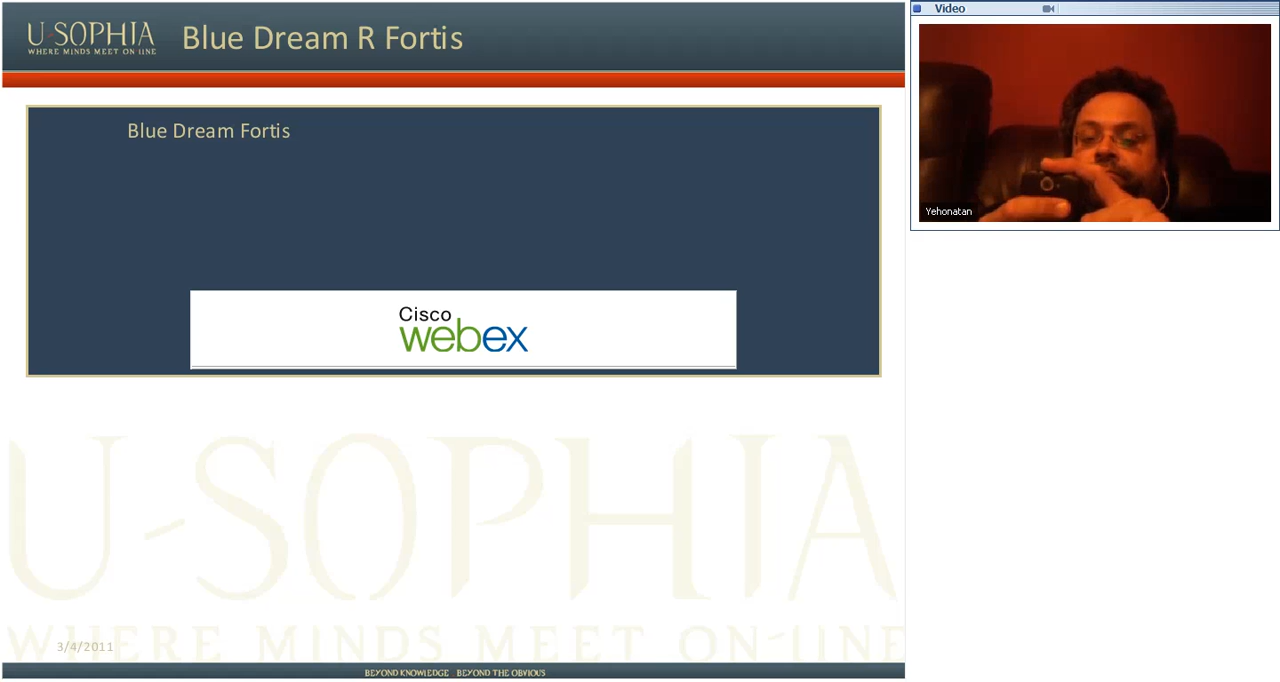 U-SOPHIA
WHERE MINDS MEET ON-LINE
Blue Dream R Fortis
Blue Dream Fortis
Cisco
webex
U-SOPHIA
WHERE MINDS MEET ON-LINE
3/4/2011
BEYOND KNOWLEDGE BEYOND THE OBVIOUS
Video
Yehonatan